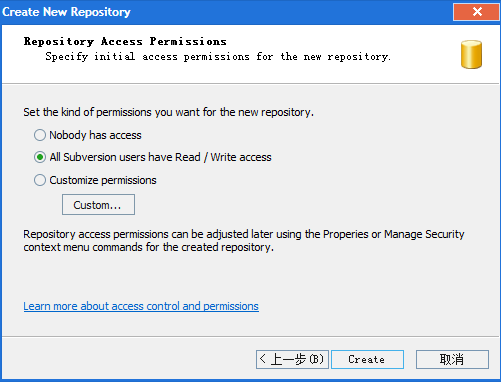 Create New Repository
Repository Access Permissions
Specify initial access permissions for the new repository.
Set the kind of permissions you want for the new repository.
Nobody has access
All Subversion users have Read / Write access
Customize permissions
Custom...
Repository access permissions can be adjusted later using the Properies or Manage Security
context menu commands for the created repository.
Learn more about access control and permissions
< 上一步(B)
Create
取消